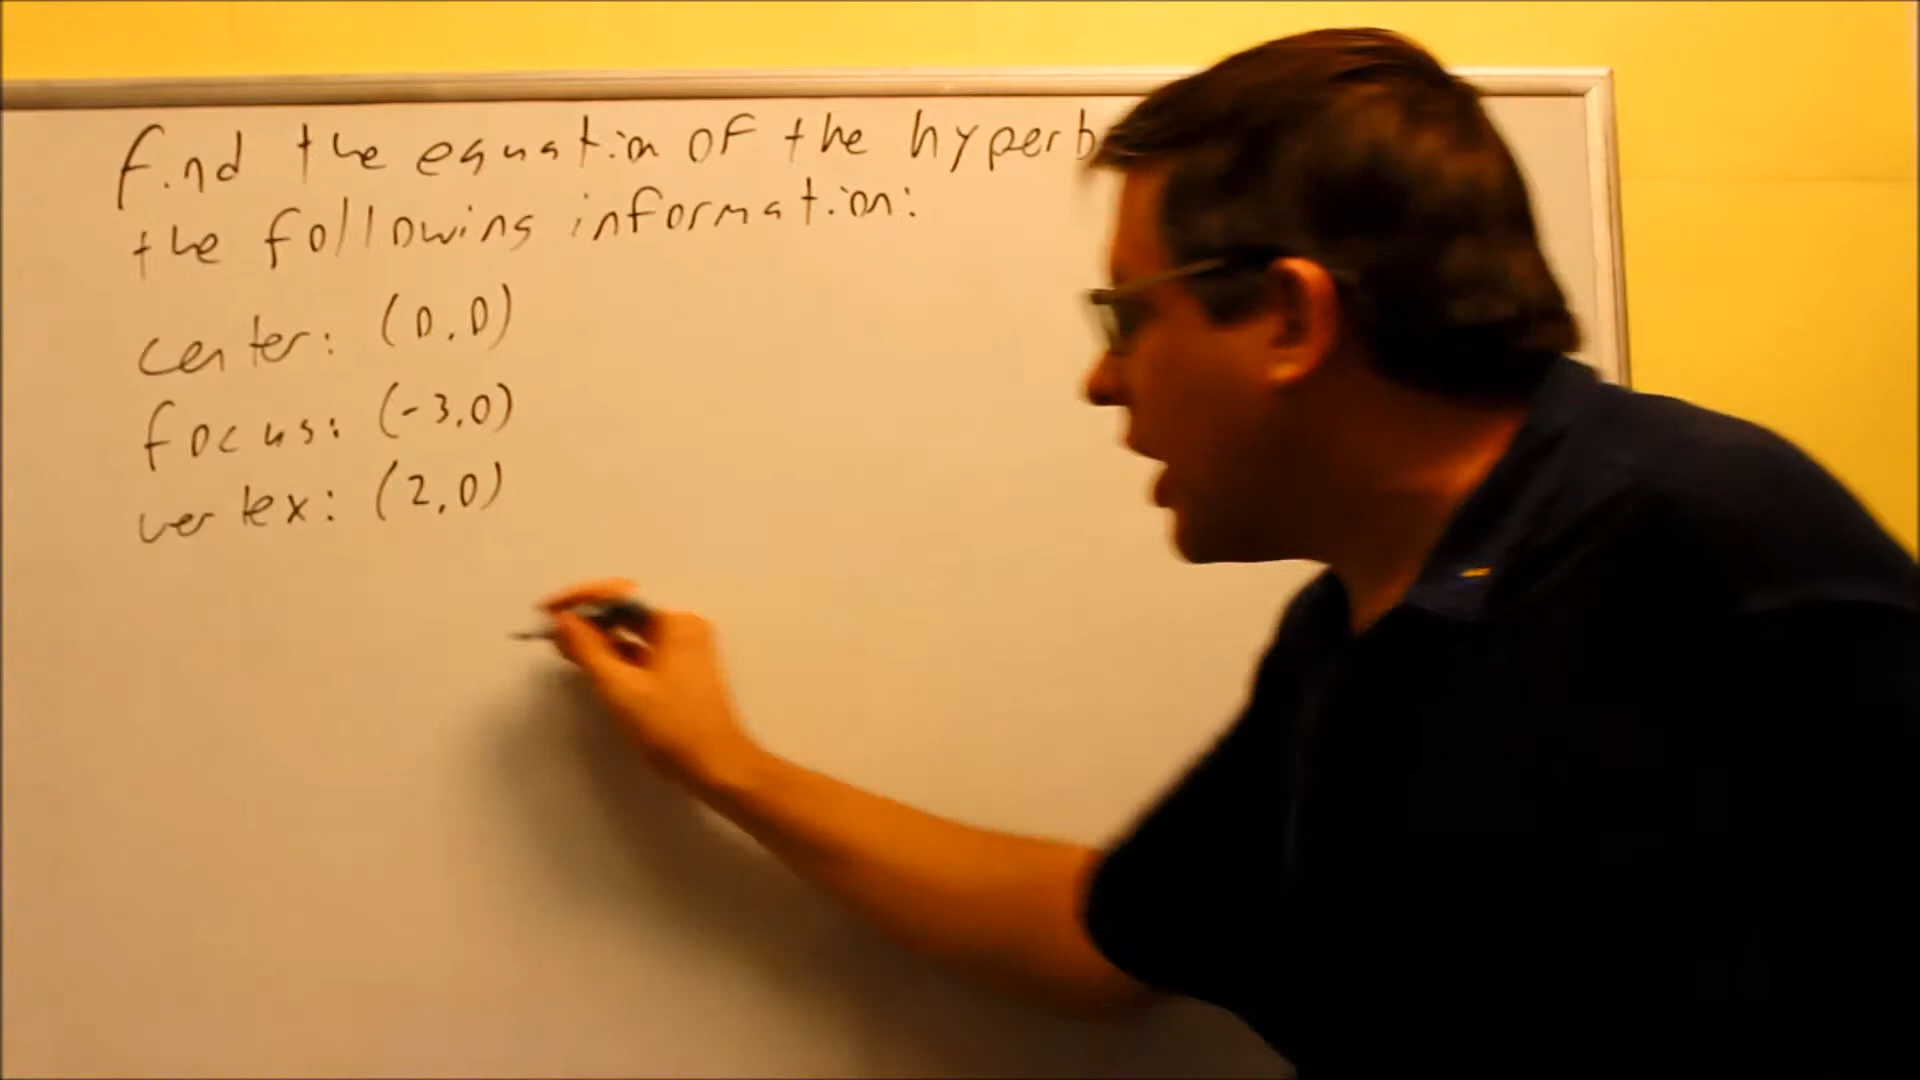 Find the equation of the hyperb
the following information:
center: (0,0)
focus: (-3,0)
vertex: (2,0)